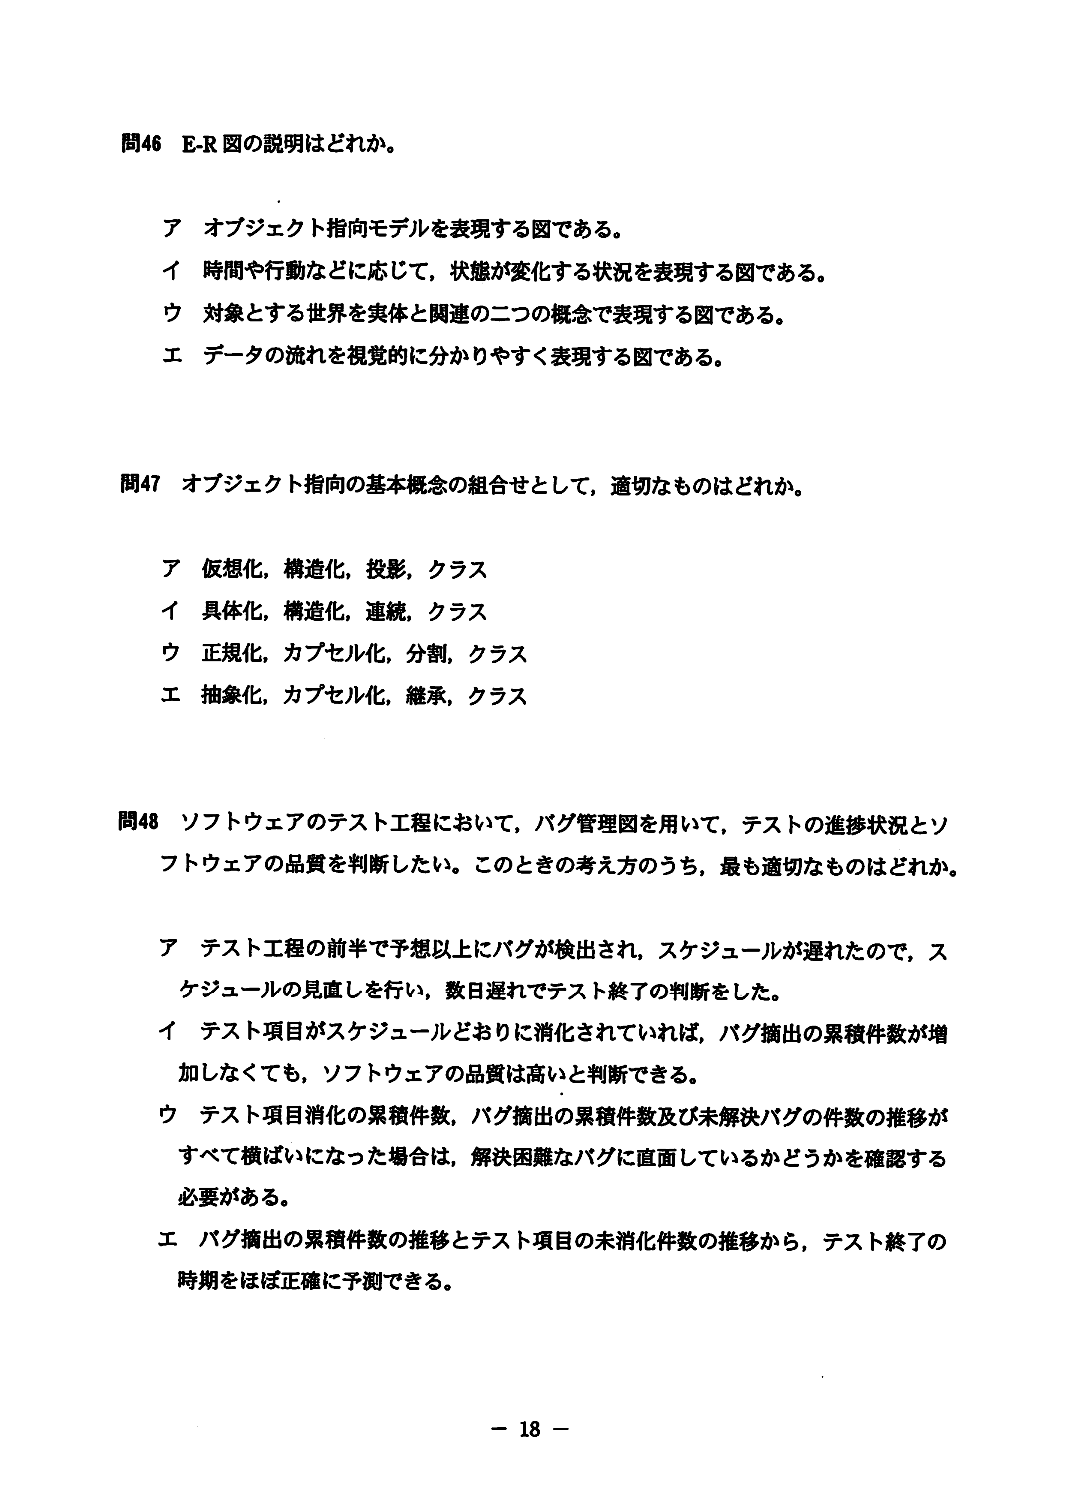 問46 E-R 図の説明はどれか。
ア オブジェクト指向モデルを表現する図である。
イ 時間や行動などに応じて，状態が変化する状況を表現する図である。
ウ 対象とする世界を実体と関連の二つの概念で表現する図である。
エ データの流れを視覚的に分かりやすく表現する図である。
問47 オブジェクト指向の基本概念の組合せとして，適切なものはどれか。
ア 仮想化，構造化，投影，クラス
イ 具体化，構造化，連続，クラス
ウ 正規化，カプセル化，分割，クラス
エ 抽象化，カプセル化，継承，クラス
問48 ソフトウェアのテスト工程において，バグ管理図を用いて，テストの進捗状況とソ
フトウェアの品質を判断したい。このときの考え方のうち，最も適切なものはどれか。
ア テスト工程の前半で予想以上にバグが検出され，スケジュールが遅れたので，ス
ケジュールの見直しを行い，数日遅れでテスト終了の判断をした。
イ テスト項目がスケジュールどおりに消化されていれば，バグ摘出の累積件数が増
加しなくても，ソフトウェアの品質は高いと判断できる。
ウ テスト項目消化の累積件数，バグ摘出の累積件数及び未解決バグの件数の推移が
すべて横ばいになった場合は，解決困難なバグに直面しているかどうかを確認する
必要がある。
エ バグ摘出の累積件数の推移とテスト項目の未消化件数の推移から，テスト終了の
時期をほぼ正確に予測できる。
－ 18 －